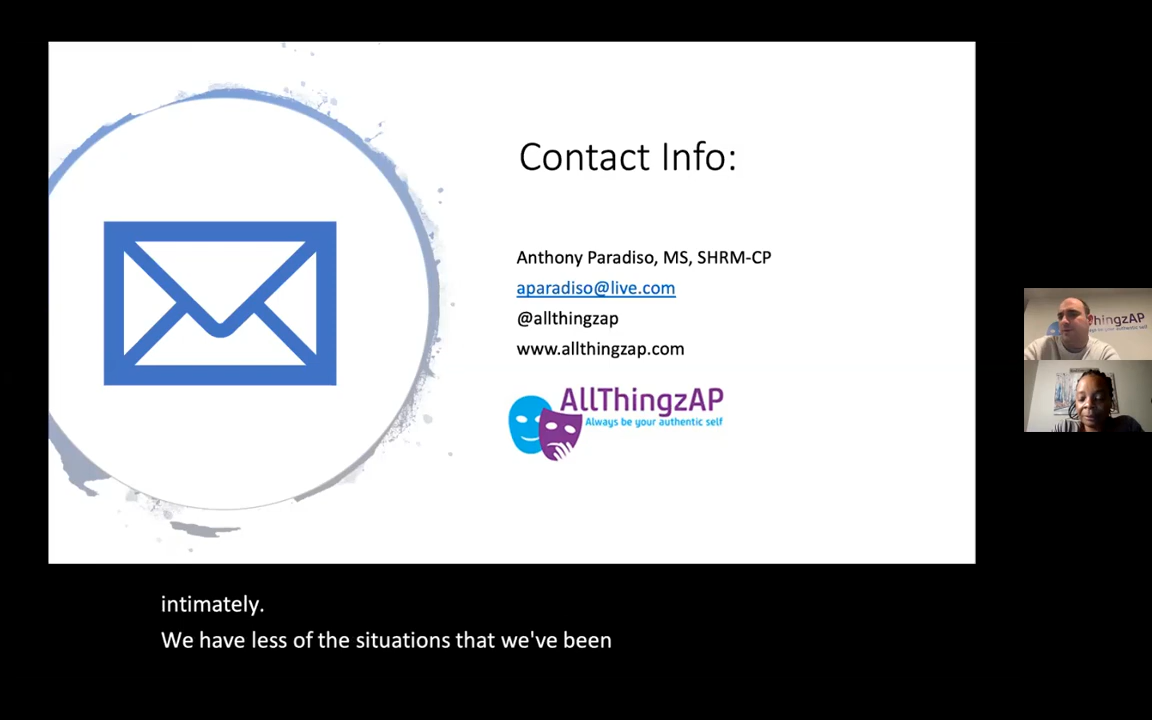 Contact Info:
Anthony Paradiso, MS, SHRM-CP
aparadiso@live.com
@allthingzap
www.allthingzap.com
AllThingzAP
Always be your authentic self
hingzAP
intimately.
We have less of the situations that we've been